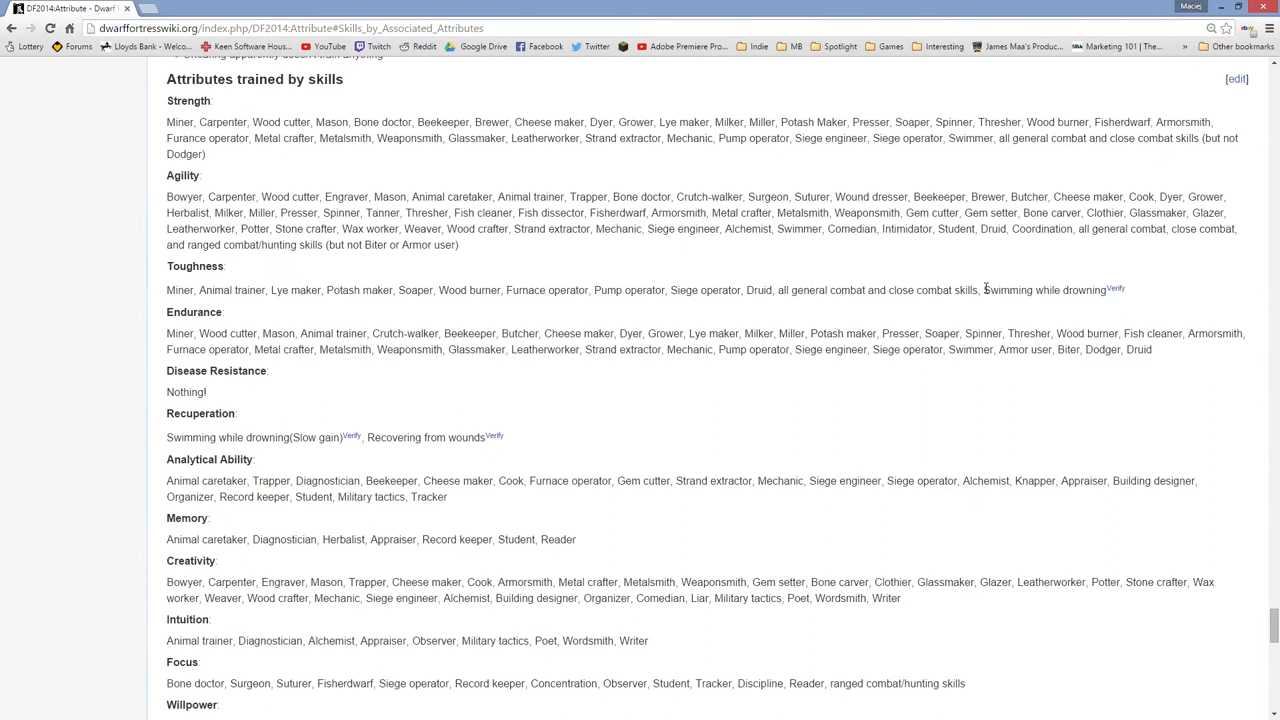 DF2014:Attribute - Dwarf
Maciej
dwarffortresswiki.org/index.php/DF2014:Attribute#Skills_by_Associated_Attributes
Lottery Forums Lloyds Bank - Welco... Keen Software Hous... YouTube Twitch Reddit Google Drive Facebook Twitter Adobe Premiere Pro... Indie MB Spotlight Games Interesting James Maa's Produc... Marketing 101 | The... » Other bookmarks
Shearing apparently doesn't train anything
Attributes trained by skills [edit]
Strength:
Miner, Carpenter, Wood cutter, Mason, Bone doctor, Beekeeper, Brewer, Cheese maker, Dyer, Grower, Lye maker, Milker, Miller, Potash Maker, Presser, Soaper, Spinner, Thresher, Wood burner, Fisherdwarf, Armorsmith,
Furance operator, Metal crafter, Metalsmith, Weaponsmith, Glassmaker, Leatherworker, Strand extractor, Mechanic, Pump operator, Siege engineer, Siege operator, Swimmer, all general combat and close combat skills (but not
Dodger)
Agility:
Bowyer, Carpenter, Wood cutter, Engraver, Mason, Animal caretaker, Animal trainer, Trapper, Bone doctor, Crutch-walker, Surgeon, Suturer, Wound dresser, Beekeeper, Brewer, Butcher, Cheese maker, Cook, Dyer, Grower,
Herbalist, Milker, Miller, Presser, Spinner, Tanner, Thresher, Fish cleaner, Fish dissector, Fisherdwarf, Armorsmith, Metal crafter, Metalsmith, Weaponsmith, Gem cutter, Gem setter, Bone carver, Clothier, Glassmaker, Glazer,
Leatherworker, Potter, Stone crafter, Wax worker, Weaver, Wood crafter, Strand extractor, Mechanic, Siege engineer, Alchemist, Swimmer, Comedian, Intimidator, Student, Druid, Coordination, all general combat, close combat,
and ranged combat/hunting skills (but not Biter or Armor user)
Toughness:
Miner, Animal trainer, Lye maker, Potash maker, Soaper, Wood burner, Furnace operator, Pump operator, Siege operator, Druid, all general combat and close combat skills, Swimming while drowning Verify
Endurance:
Miner, Wood cutter, Mason, Animal trainer, Crutch-walker, Beekeeper, Butcher, Cheese maker, Dyer, Grower, Lye maker, Milker, Miller, Potash maker, Presser, Soaper, Spinner, Thresher, Wood burner, Fish cleaner, Armorsmith,
Furnace operator, Metal crafter, Metalsmith, Weaponsmith, Glassmaker, Leatherworker, Strand extractor, Mechanic, Pump operator, Siege engineer, Siege operator, Swimmer, Armor user, Biter, Dodger, Druid
Disease Resistance:
Nothing!
Recuperation:
Swimming while drowning(Slow gain) Verify, Recovering from wounds Verify
Analytical Ability:
Animal caretaker, Trapper, Diagnostician, Beekeeper, Cheese maker, Cook, Furnace operator, Gem cutter, Strand extractor, Mechanic, Siege engineer, Siege operator, Alchemist, Knapper, Appraiser, Building designer,
Organizer, Record keeper, Student, Military tactics, Tracker
Memory:
Animal caretaker, Diagnostician, Herbalist, Appraiser, Record keeper, Student, Reader
Creativity:
Bowyer, Carpenter, Engraver, Mason, Trapper, Cheese maker, Cook, Armorsmith, Metal crafter, Metalsmith, Weaponsmith, Gem setter, Bone carver, Clothier, Glassmaker, Glazer, Leatherworker, Potter, Stone crafter, Wax
worker, Weaver, Wood crafter, Mechanic, Siege engineer, Alchemist, Building designer, Organizer, Comedian, Liar, Military tactics, Poet, Wordsmith, Writer
Intuition:
Animal trainer, Diagnostician, Alchemist, Appraiser, Observer, Military tactics, Poet, Wordsmith, Writer
Focus:
Bone doctor, Surgeon, Suturer, Fisherdwarf, Siege operator, Record keeper, Concentration, Observer, Student, Tracker, Discipline, Reader, ranged combat/hunting skills
Willpower: